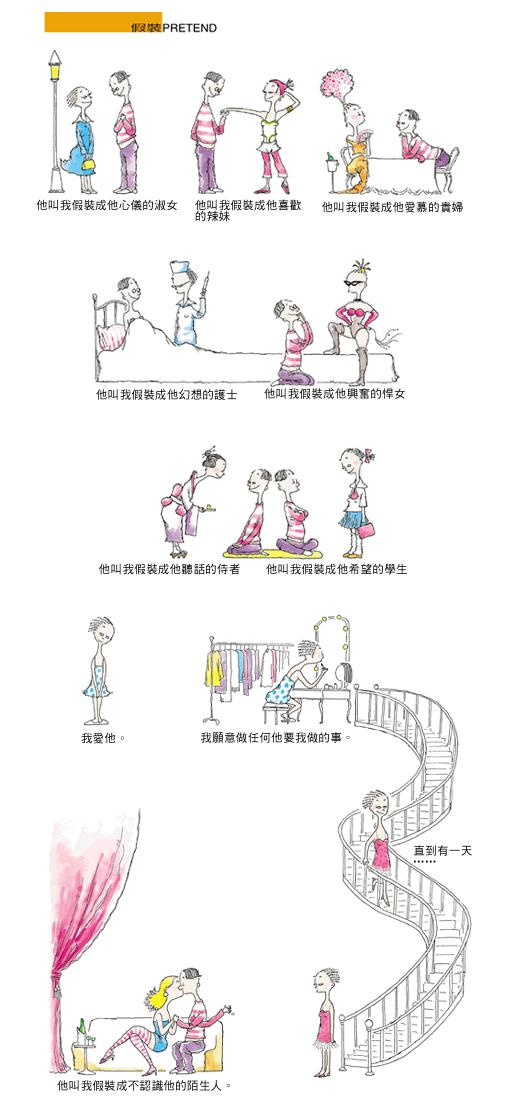 假裝PRETEND
他叫我假裝成他心儀的淑女
他叫我假裝成他喜歡
的辣妹
他叫我假裝成他愛慕的貴婦
他叫我假裝成他幻想的護士
他叫我假裝成他興奮的悍女
他叫我假裝成他聽話的侍者
他叫我假裝成他希望的學生
我愛他。
我願意做任何他要我做的事。
直到有一天
……
他叫我假裝成不認識他的陌生人。